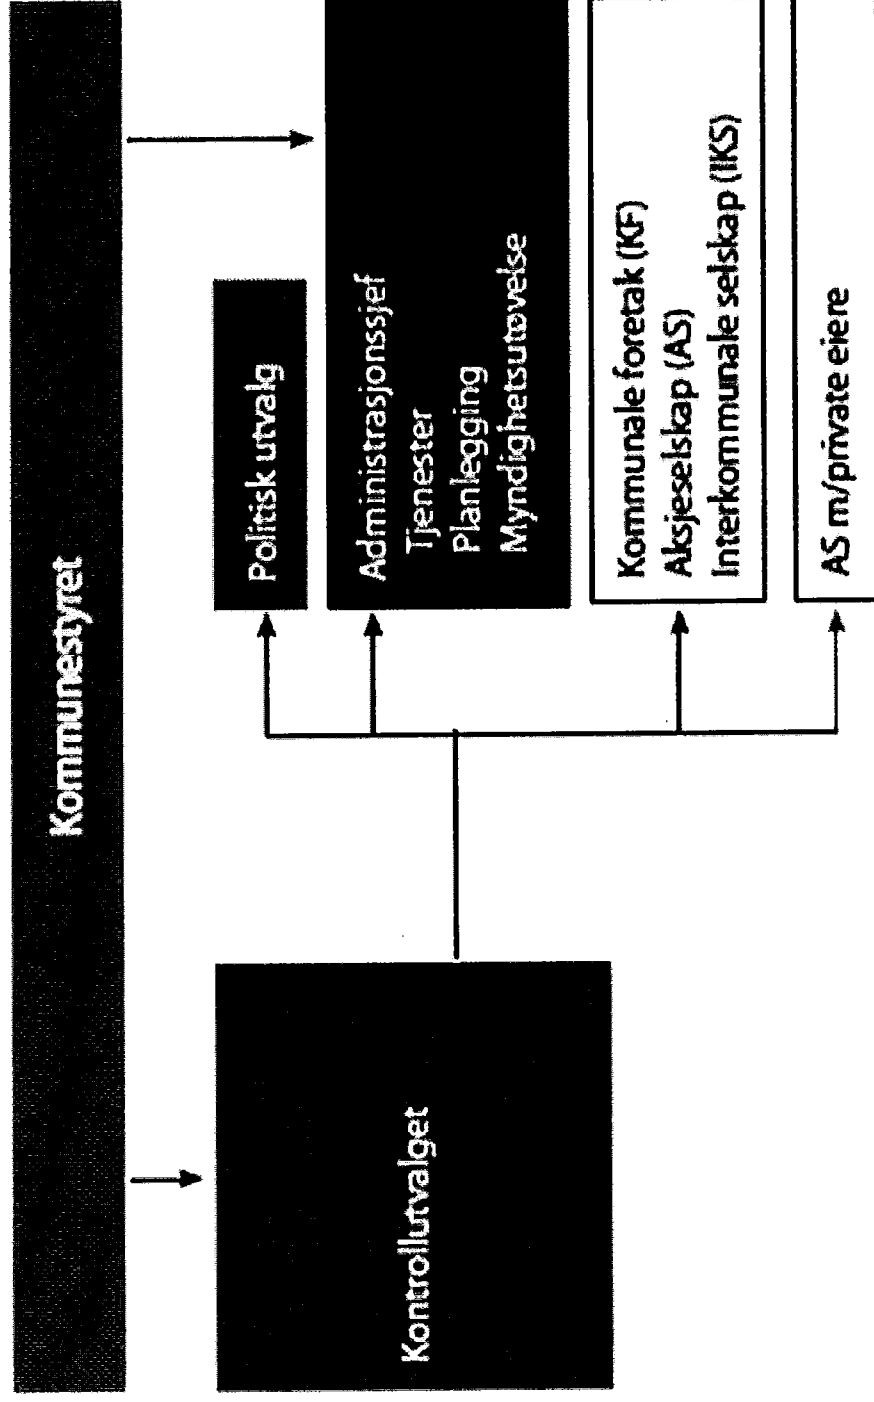 Kommunestyret
Kontrollutvalget
Politisk utvalg
Administrasjonssjef
Tjenester
Planlegging
Myndighetsutøvelse
Kommunale foretak (KF)
Aksjeselskap (AS)
Interkommunale selskap (IKS)
AS m/private eiere